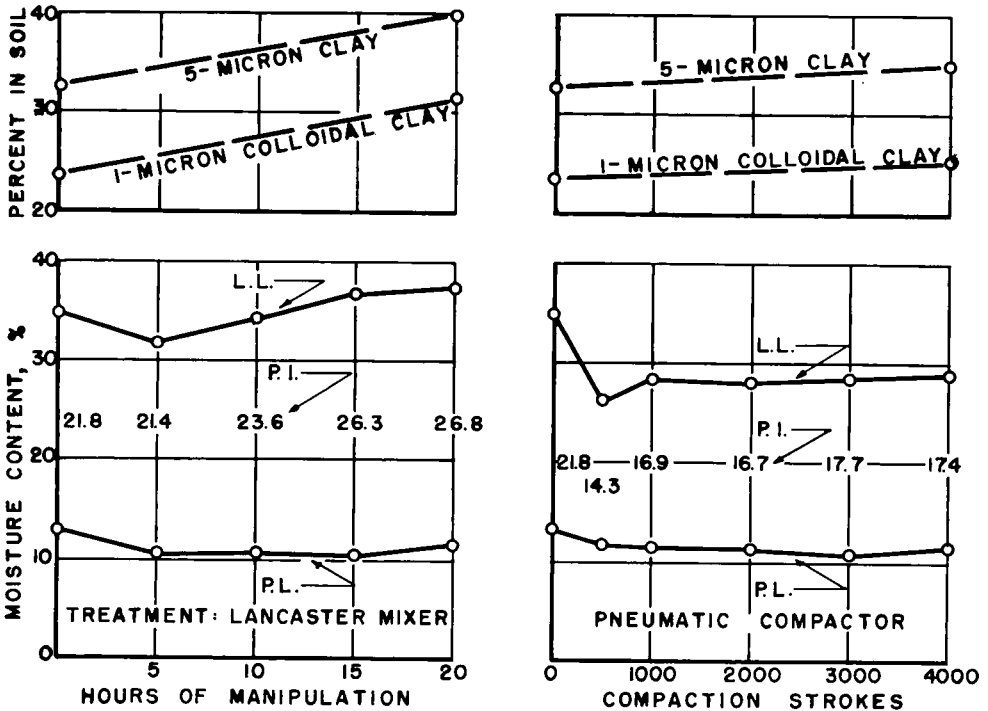 PERCENT IN SOIL
40
30
20
5-MICRON CLAY
1-MICRON COLLOIDAL CLAY
5-MICRON CLAY
1-MICRON COLLOIDAL CLAY
MOISTURE CONTENT, %
40
30
20
10
0
L.L.
P.I.
21.8 21.4 23.6 26.3 26.8
P.L.
TREATMENT: LANCASTER MIXER
5 10 15 20
HOURS OF MANIPULATION
L.L.
P.I.
21.8 16.9 16.7 17.7 17.4
14.3
P.L.
PNEUMATIC COMPACTOR
0 1000 2000 3000 4000
COMPACTION STROKES